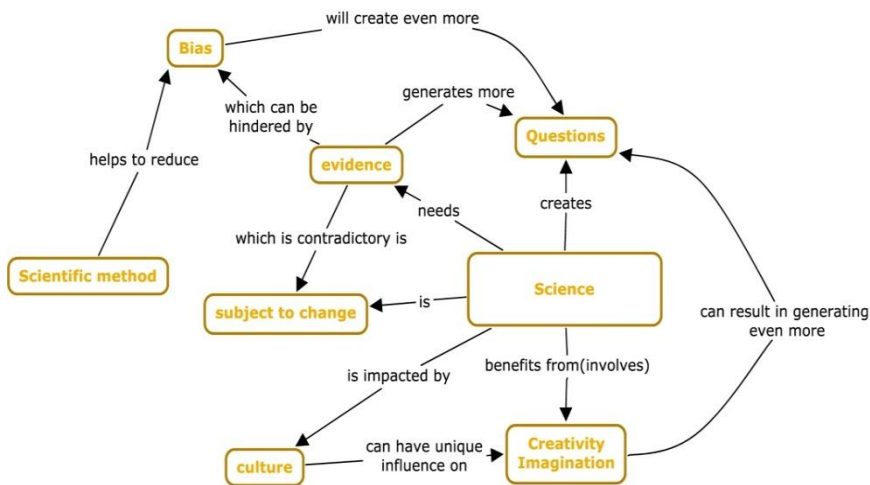 will create even more
Bias
which can be
hindered by
generates more
Questions
helps to reduce
evidence
needs
creates
which is contradictory is
Scientific method
Science
subject to change
is
can result in generating
even more
is impacted by
benefits from(involves)
can have unique
influence on
Creativity
Imagination
culture